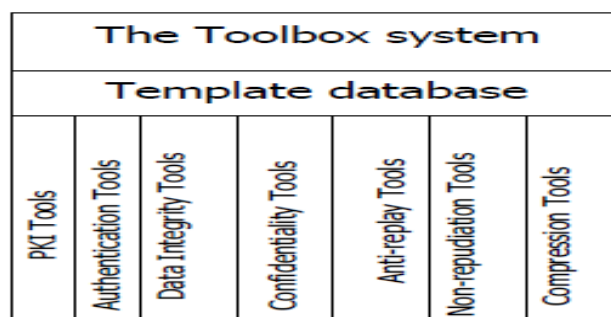 The Toolbox system
Template database
PKI Tools
Authentication Tools
Data Integrity Tools
Confidentiality Tools
Anti-replay Tools
Non-repudiation Tools
Compression Tools